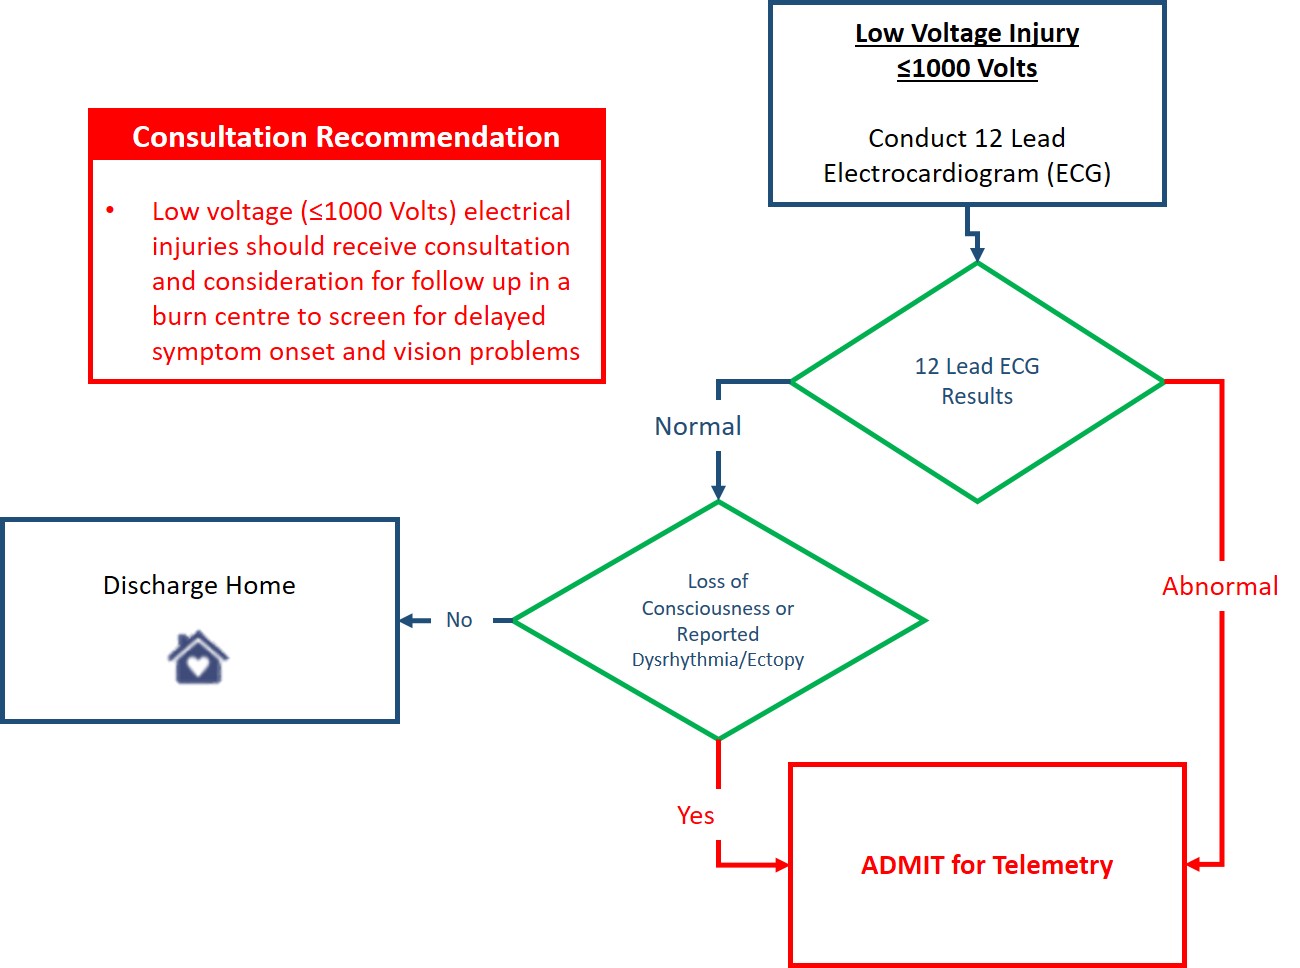 Low Voltage Injury
≤1000 Volts
Conduct 12 Lead
Electrocardiogram (ECG)
Consultation Recommendation
• Low voltage (≤1000 Volts) electrical
injuries should receive consultation
and consideration for follow up in a
burn centre to screen for delayed
symptom onset and vision problems
12 Lead ECG
Results
Normal
Abnormal
Loss of
Consciousness or
Reported
Dysrhythmia/Ectopy
No
Discharge Home
Yes
ADMIT for Telemetry